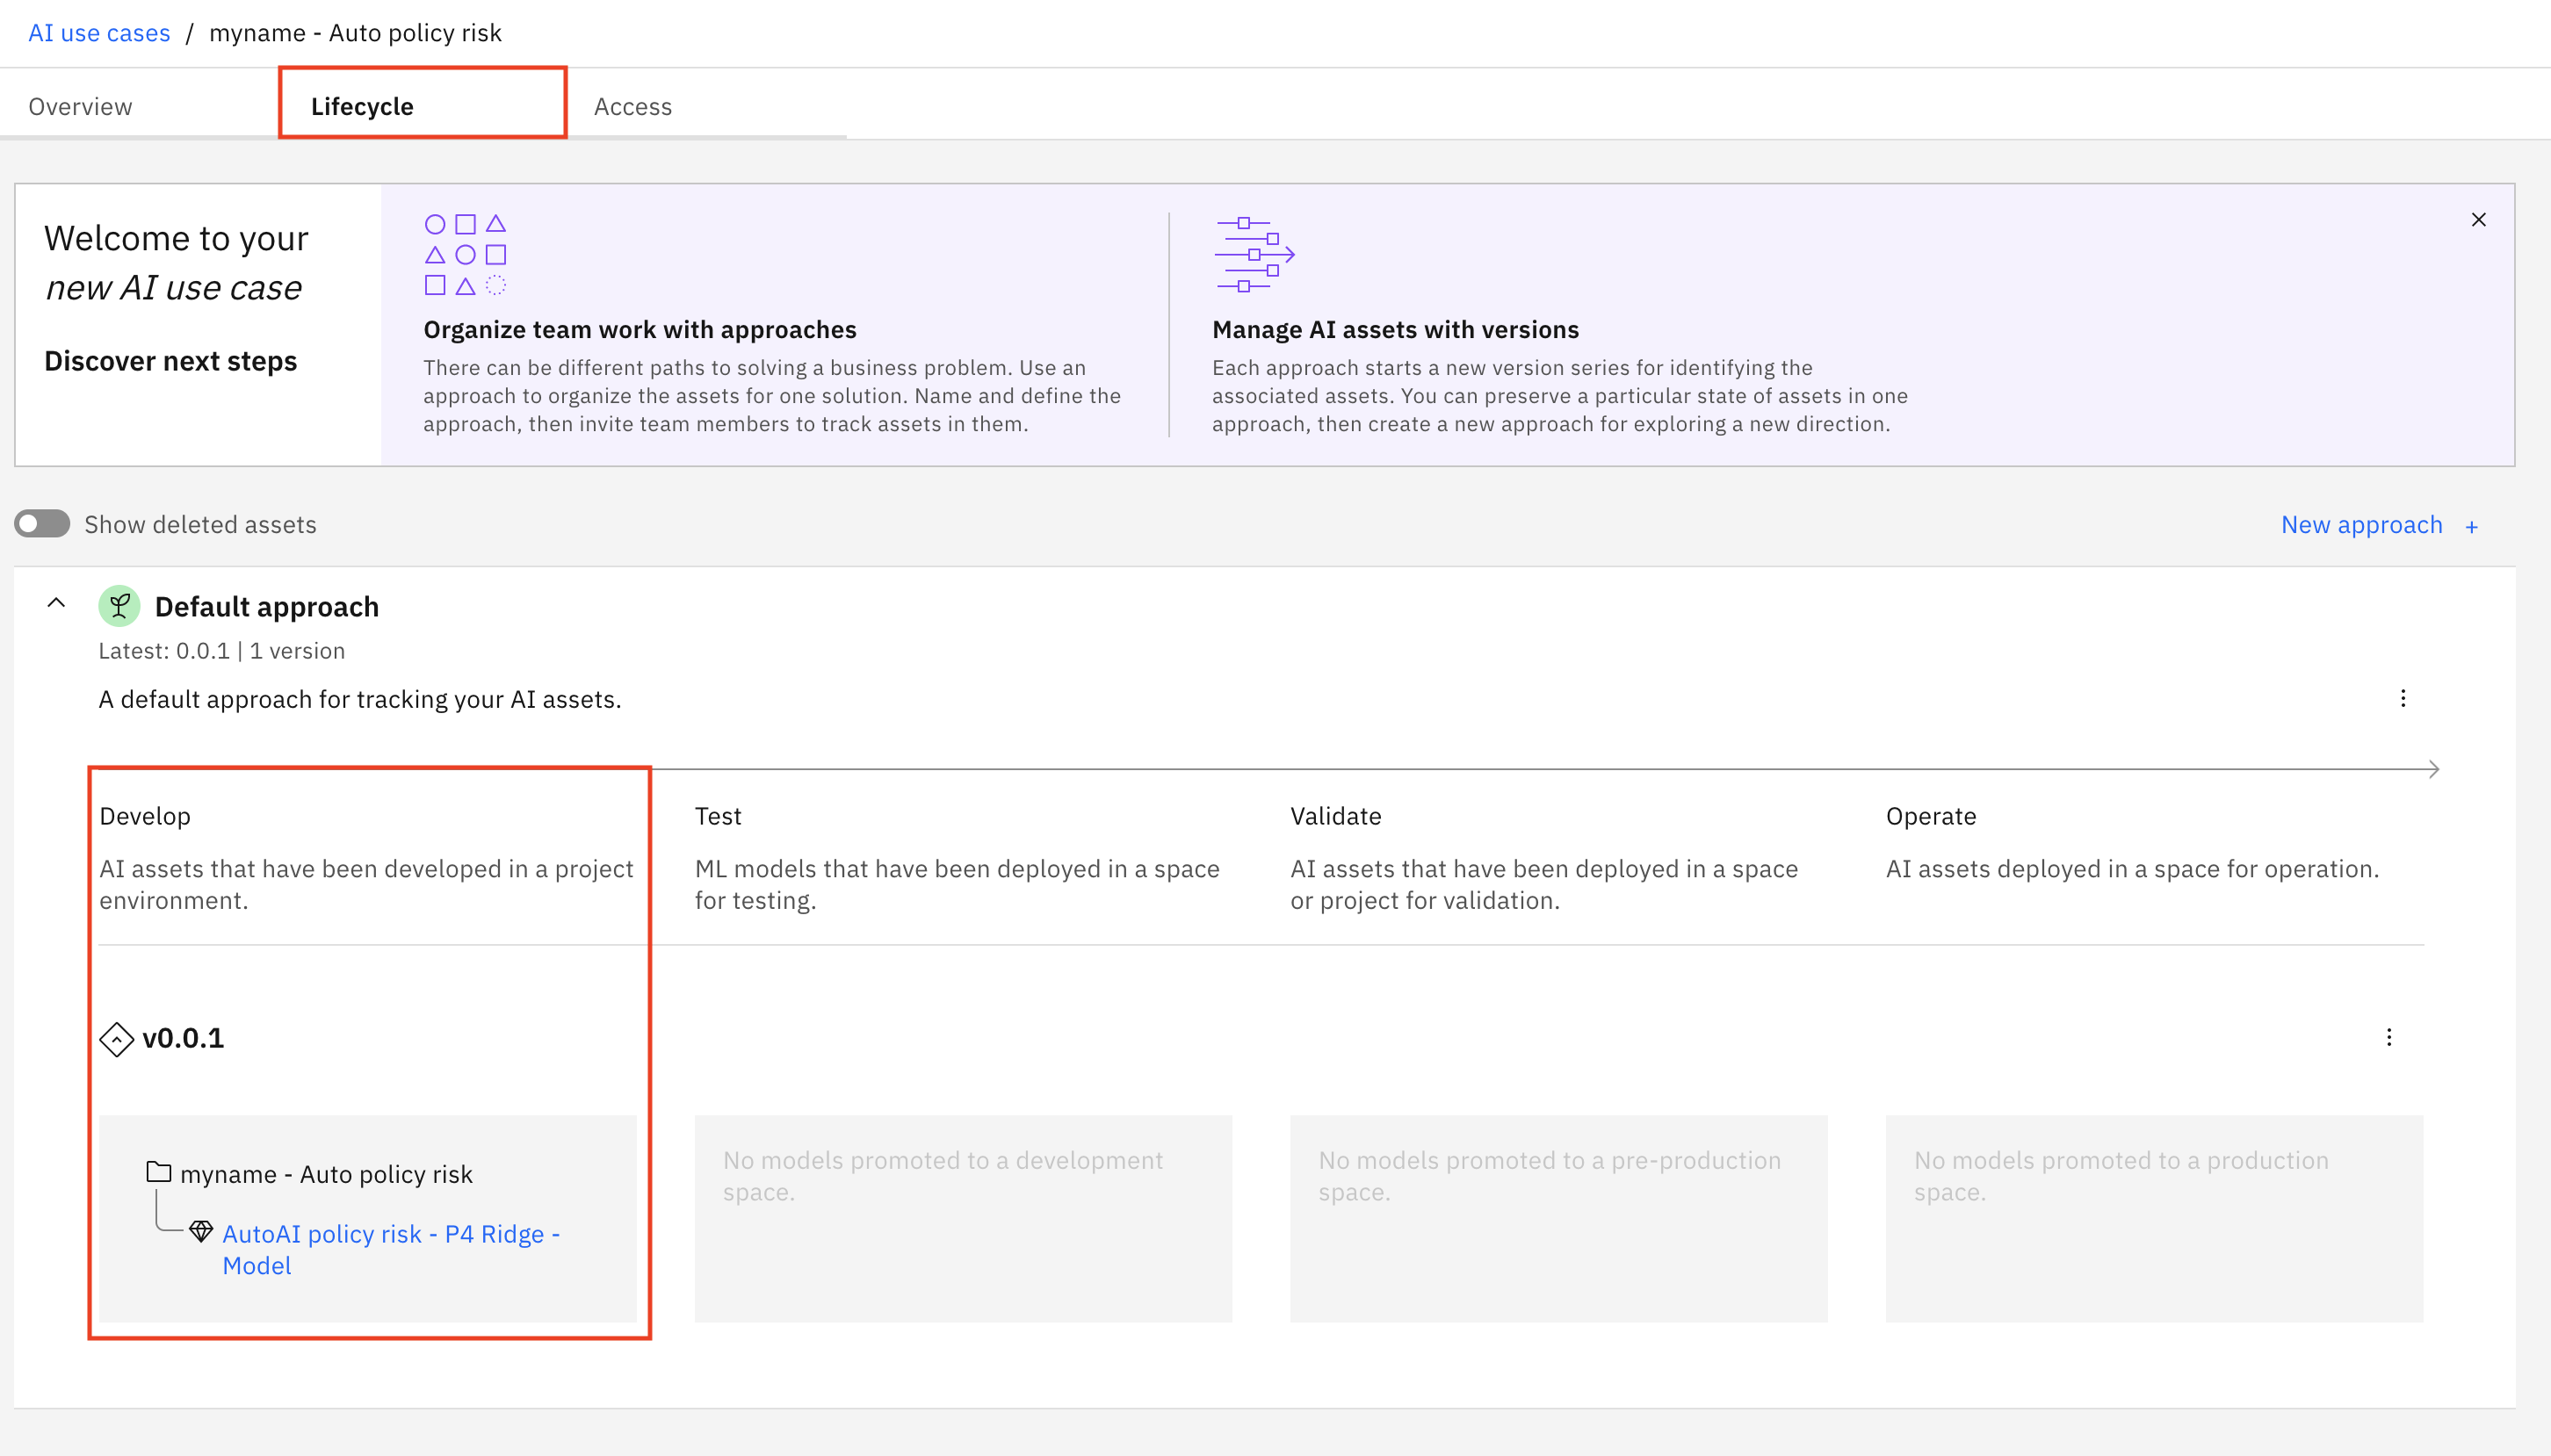 AI use cases / myname - Auto policy risk
Overview
Lifecycle
Access
Welcome to your
new AI use case
Discover next steps
Organize team work with approaches
There can be different paths to solving a business problem. Use an
approach to organize the assets for one solution. Name and define the
approach, then invite team members to track assets in them.
Manage AI assets with versions
Each approach starts a new version series for identifying the
associated assets. You can preserve a particular state of assets in one
approach, then create a new approach for exploring a new direction.
Show deleted assets
New approach +
Default approach
Latest: 0.0.1 | 1 version
A default approach for tracking your AI assets.
Develop
AI assets that have been developed in a project
environment.
Test
ML models that have been deployed in a space
for testing.
Validate
AI assets that have been deployed in a space
or project for validation.
Operate
AI assets deployed in a space for operation.
v0.0.1
myname - Auto policy risk
AutoAI policy risk - P4 Ridge -
Model
No models promoted to a development
space.
No models promoted to a pre-production
space.
No models promoted to a production
space.